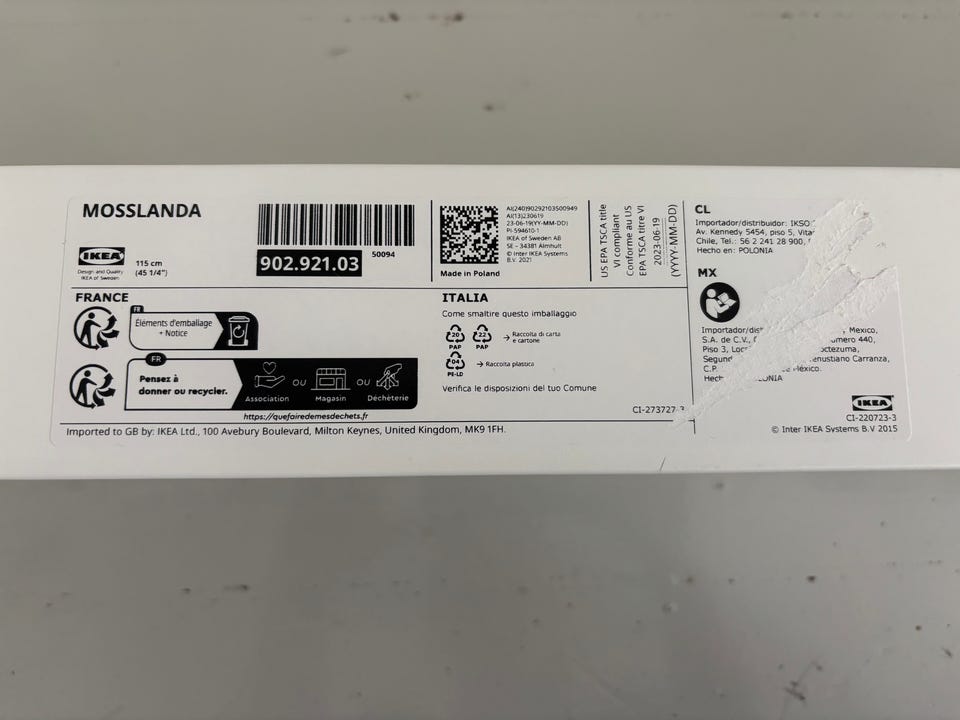 MOSSLANDA
IKEA
Design and Quality
IKEA of Sweden
115 cm
(45 1/4")
902.921.03
50094
AI(240)90292103500949
AI(13)230619
23-06-19(YY-MM-DD)
PI-594610-1
IKEA of Sweden AB
SE - 34381 Älmhult
© Inter IKEA Systems
B.V. 2021
Made in Poland
US EPA TSCA title
VI compliant
Conforme au US
EPA TSCA titre VI
2023-06-19
(YYYY-MM-DD)
CL
Importador/distribuidor: IKSO
Av. Kennedy 5454, piso 5,
Chile, Tel.: 56 2 241 28 900,
Hecho en: POLONIA
MX
Mexico,
S.A. de C.V., 440,
Piso 3,
Carranza,
C.P. México.
FRANCE
FR
Éléments d'emballage
+ Notice
FR
Pensez à
donner ou recycler.
Association
OU
Magasin
OU
Déchèterie
https://quefairedemesdechets.fr
ITALIA
Come smaltire questo imballaggio
20
PAP
22
PAP
→ Raccolta di carta
e cartone
04
PE-LD
→ Raccolta plastica
Verifica le disposizioni del tuo Comune
CI-273727-3
IKEA
CI-220723-3
© Inter IKEA Systems B.V 2015
Imported to GB by: IKEA Ltd., 100 Avebury Boulevard, Milton Keynes, United Kingdom, MK9 1FH.